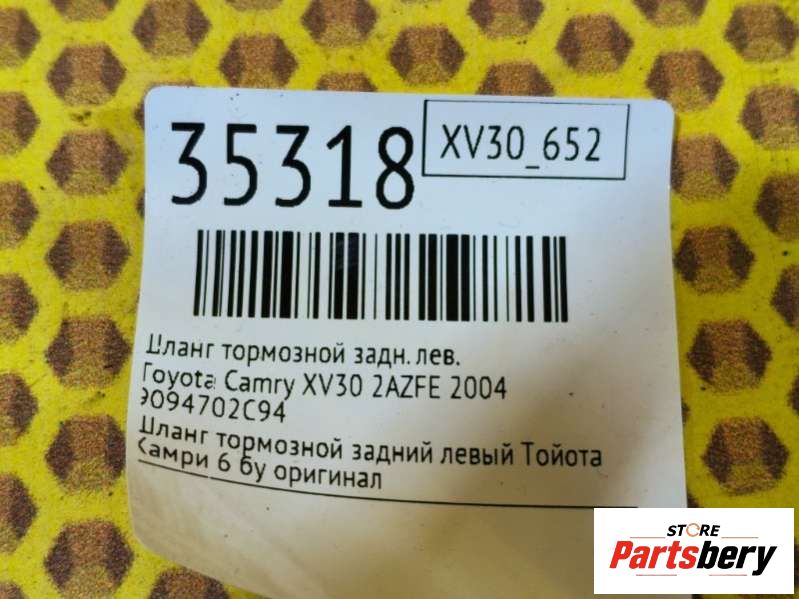 35318
XV30_652
Шланг тормозной задн. лев.
Toyota Camry XV30 2AZFE 2004
9094702C94
Шланг тормозной задний левый Тойота
Камри 6 бу оригинал
STORE
Partsbery